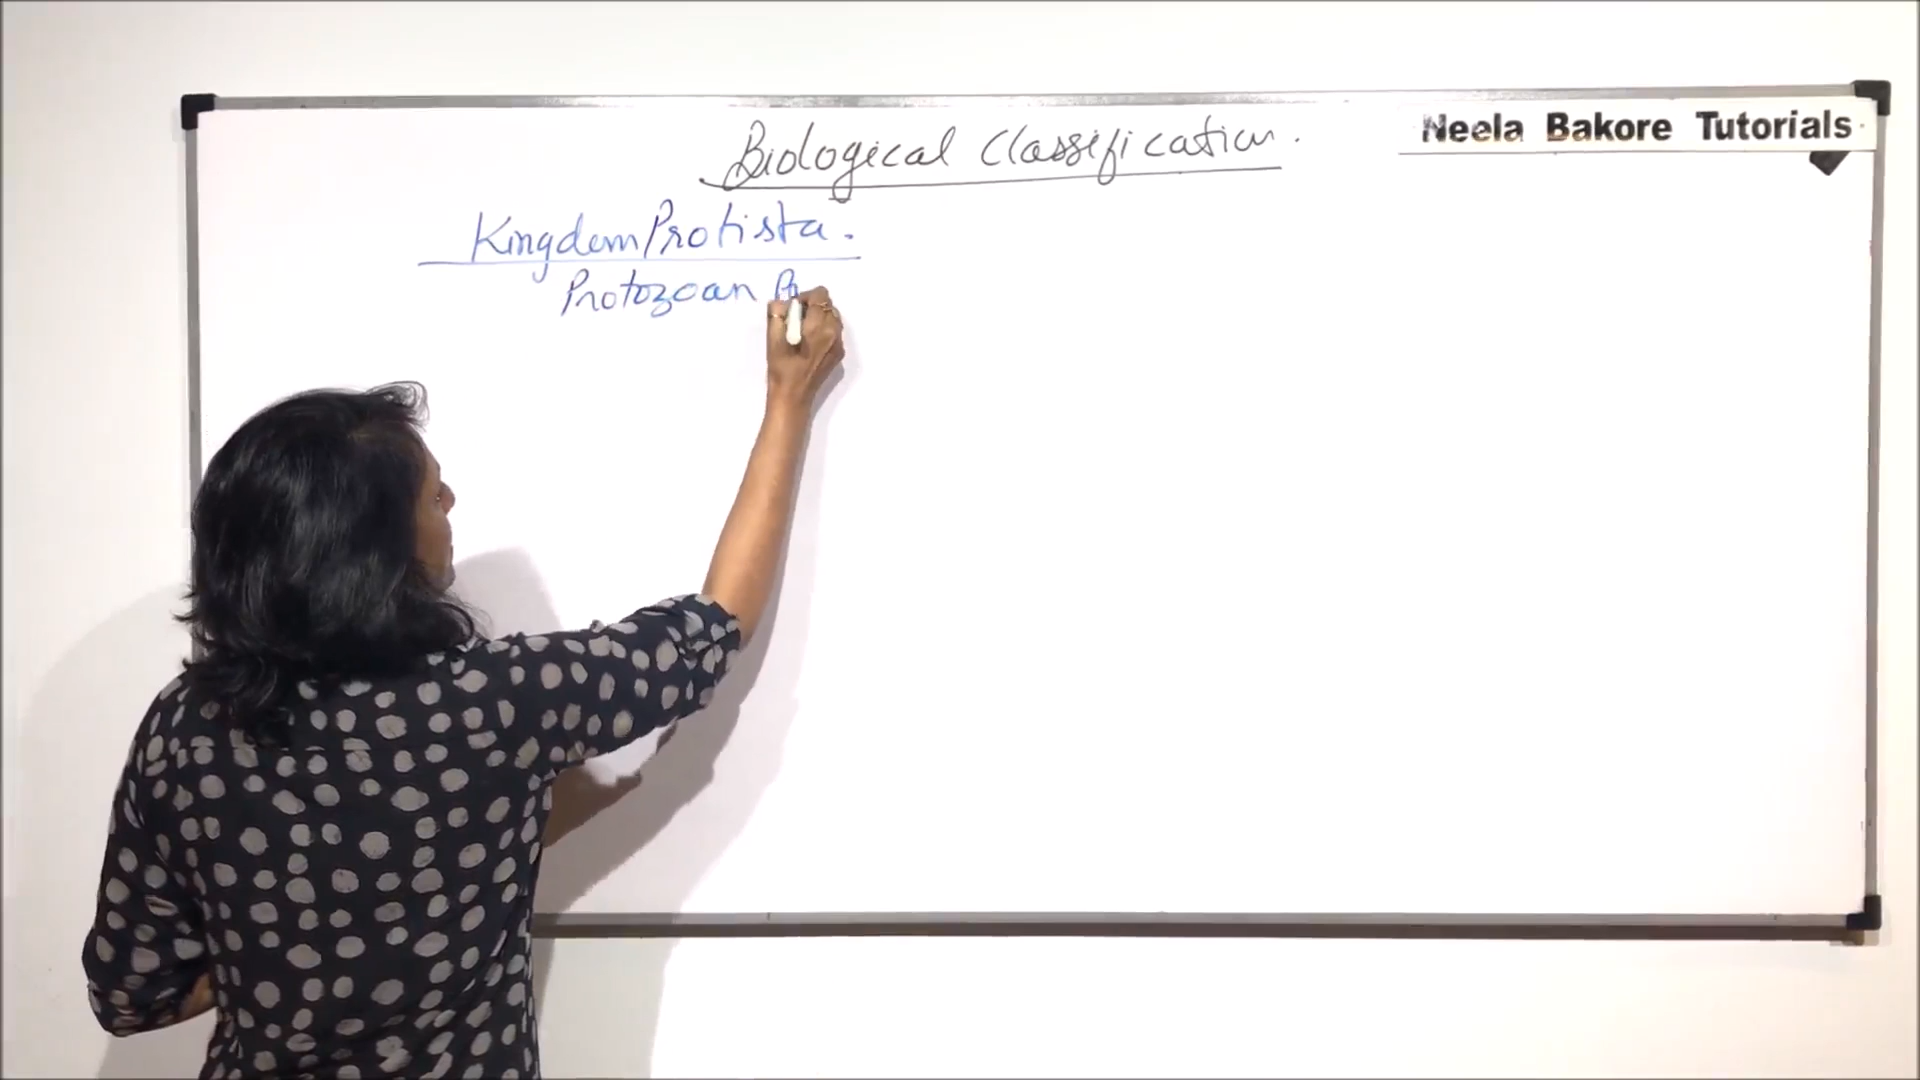 Neela Bakore Tutorials
Biological Classification.
Kingdom Protista.
Protozoan